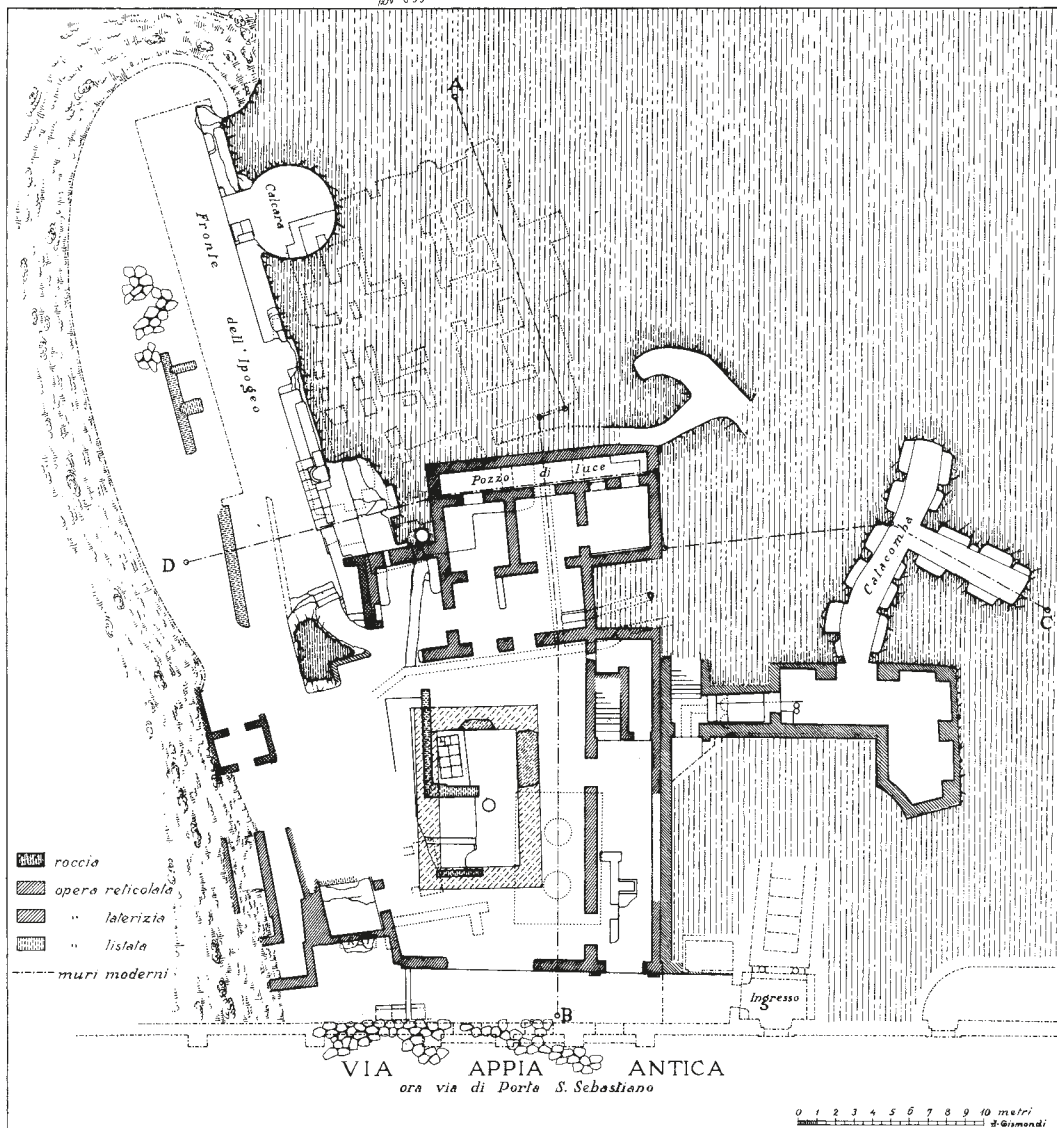 A
Calcara
Fronte
dell' Ipogeo
Pozzo di luce
D
Catacomba
C
roccia
opera reticolata
" laterizia
" listata
muri moderni
Ingresso
B
VIA APPIA ANTICA
ora via di Porta S. Sebastiano
0 1 2 3 4 5 6 7 8 9 10 metri
I. Gismondi